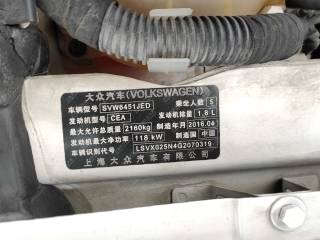 大众汽车(VOLKSWAGEN)
车辆型号 SVW6451JED 乘坐人数 5
发动机型号 CEA 发动机排量 1,8 L
最大允许总质量 2160kg 制造年月 2016.04
发动机最大净功率 118 kW 制造国 中国
车辆识别代号 LSVX025N4G2070319
上海大众汽车有限公司